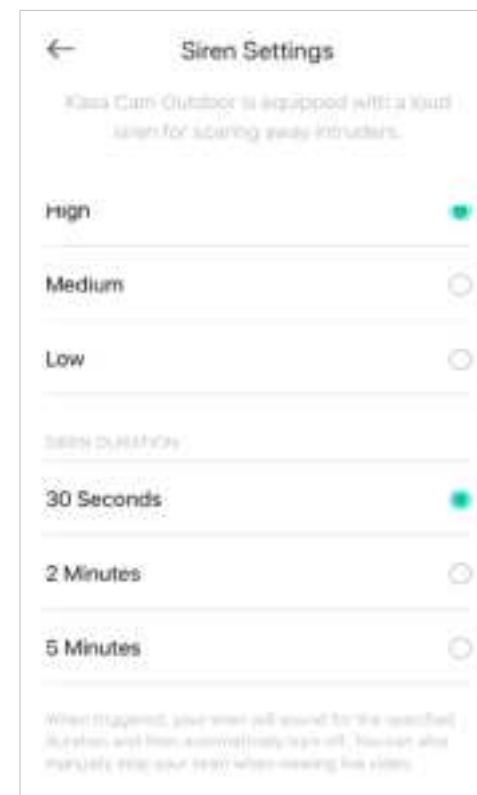 Siren Settings
Kasa Cam Outdoor is equipped with a loud
siren for scaring away intruders.
High
Medium
Low
SIREN DURATION
30 Seconds
2 Minutes
5 Minutes
When triggered, your siren will sound for the specified
duration and then automatically turn off. You can also
manually stop your siren when viewing live video.